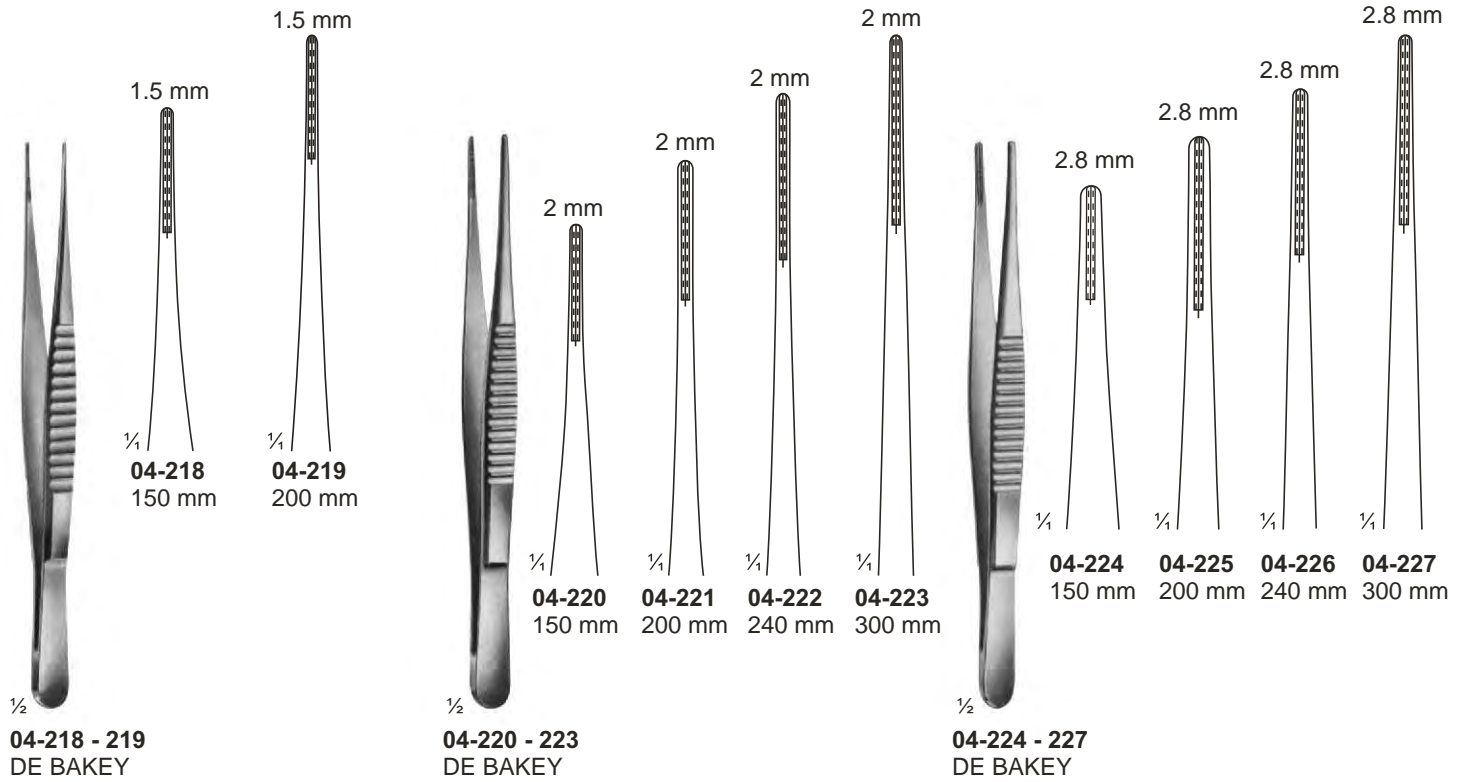 1.5 mm
1.5 mm
¹⁄₁
04-218
150 mm
¹⁄₁
04-219
200 mm
½
04-218 - 219
DE BAKEY
2 mm
2 mm
2 mm
2 mm
¹⁄₁
04-220
150 mm
¹⁄₁
04-221
200 mm
¹⁄₁
04-222
240 mm
¹⁄₁
04-223
300 mm
½
04-220 - 223
DE BAKEY
2.8 mm
2.8 mm
2.8 mm
2.8 mm
¹⁄₁
04-224
150 mm
¹⁄₁
04-225
200 mm
¹⁄₁
04-226
240 mm
¹⁄₁
04-227
300 mm
½
04-224 - 227
DE BAKEY